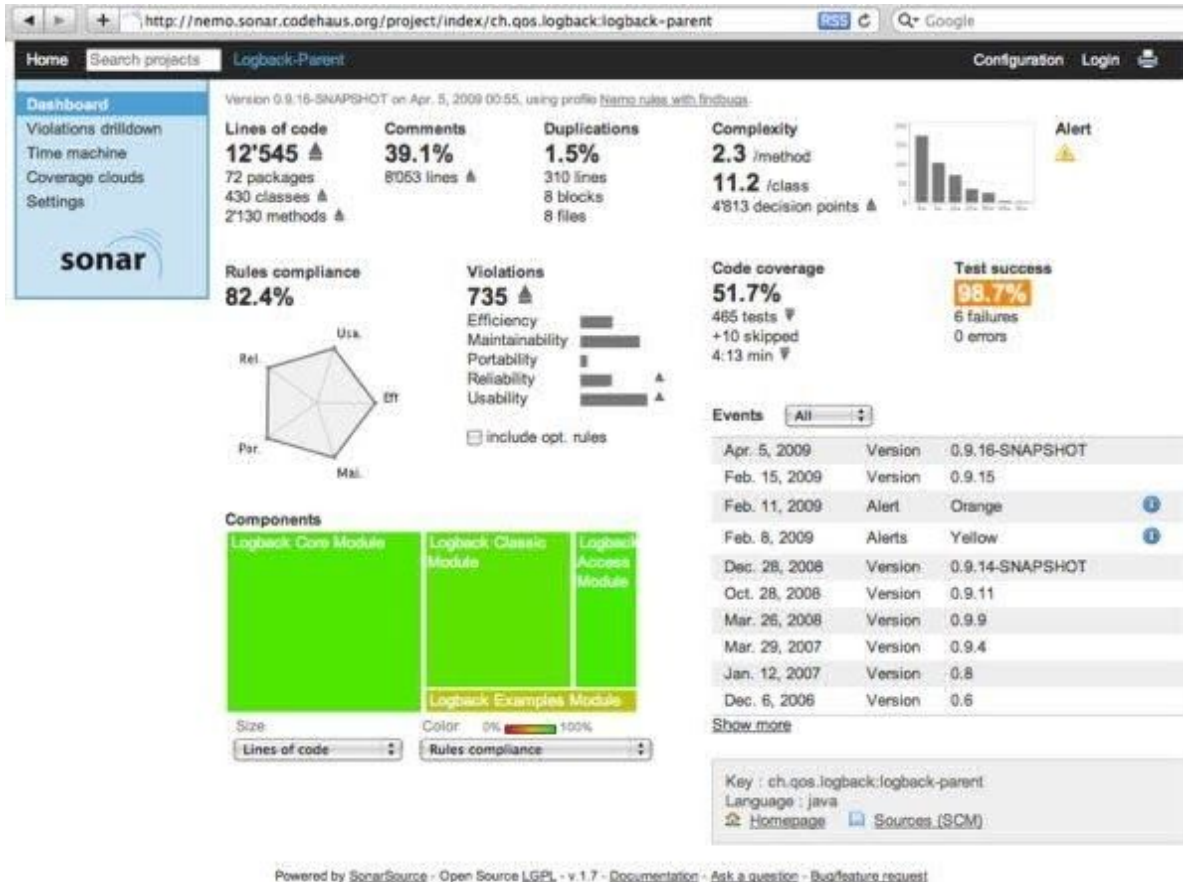 http://nemo.sonar.codehaus.org/project/index/ch.qos.logback:logback-parent RSS Google
Home Search projects Logback-Parent Configuration Login
Dashboard
Violations drilldown
Time machine
Coverage clouds
Settings
sonar
Version 0.9.16-SNAPSHOT on Apr. 5, 2009 00:55, using profile Nemo rules with findbugs.
Lines of code
12'545
72 packages
430 classes
2'130 methods
Comments
39.1%
8'053 lines
Duplications
1.5%
310 lines
8 blocks
8 files
Complexity
2.3 /method
11.2 /class
4'813 decision points
Alert
Rules compliance
82.4%
Usa.
Rel.
Eff
Por.
Mai.
Violations
735
Efficiency
Maintainability
Portability
Reliability
Usability
include opt. rules
Code coverage
51.7%
465 tests
+10 skipped
4:13 min
Test success
98.7%
6 failures
0 errors
Components
Logback Core Module
Logback Classic
Module
Logback
Access
Module
Logback Examples Module
Size Color 0% 100%
Lines of code Rules compliance
Events All
Apr. 5, 2009 Version 0.9.16-SNAPSHOT
Feb. 15, 2009 Version 0.9.15
Feb. 11, 2009 Alert Orange
Feb. 8, 2009 Alerts Yellow
Dec. 28, 2008 Version 0.9.14-SNAPSHOT
Oct. 28, 2008 Version 0.9.11
Mar. 26, 2008 Version 0.9.9
Mar. 29, 2007 Version 0.9.4
Jan. 12, 2007 Version 0.8
Dec. 6, 2006 Version 0.6
Show more
Key : ch.qos.logback:logback-parent
Language : java
Homepage Sources (SCM)
Powered by SonarSource - Open Source LGPL - v.1.7 - Documentation - Ask a question - Bug/feature request